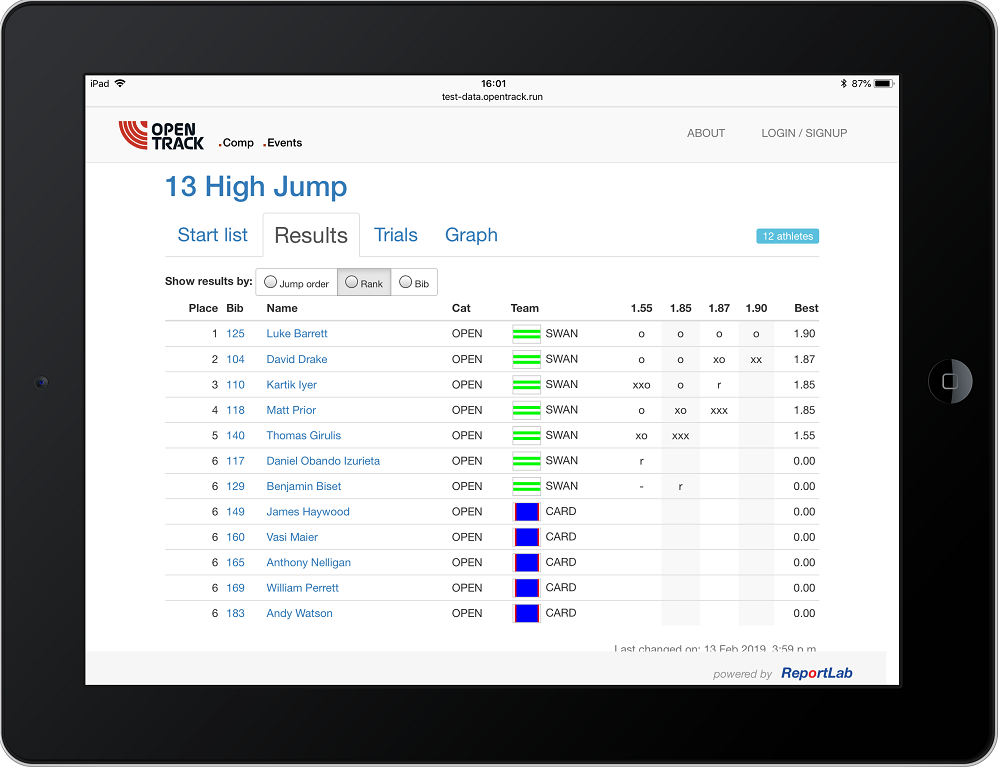 iPad 16:01 87%
test-data.opentrack.run
OPEN TRACK .Comp .Events ABOUT LOGIN / SIGNUP
13 High Jump
Start list Results Trials Graph 12 athletes
Show results by: Jump order Rank Bib
Place Bib Name Cat Team 1.55 1.85 1.87 1.90 Best
1 125 Luke Barrett OPEN SWAN o o o o 1.90
2 104 David Drake OPEN SWAN o o xo xx 1.87
3 110 Kartik Iyer OPEN SWAN xxo o r 1.85
4 118 Matt Prior OPEN SWAN o xo xxx 1.85
5 140 Thomas Girulis OPEN SWAN xo xxx 1.55
6 117 Daniel Obando Izurieta OPEN SWAN r 0.00
6 129 Benjamin Biset OPEN SWAN - r 0.00
6 149 James Haywood OPEN CARD 0.00
6 160 Vasi Maier OPEN CARD 0.00
6 165 Anthony Nelligan OPEN CARD 0.00
6 169 William Perrett OPEN CARD 0.00
6 183 Andy Watson OPEN CARD 0.00
Last changed on: 13 Feb 2019, 3:59 p.m.
powered by ReportLab